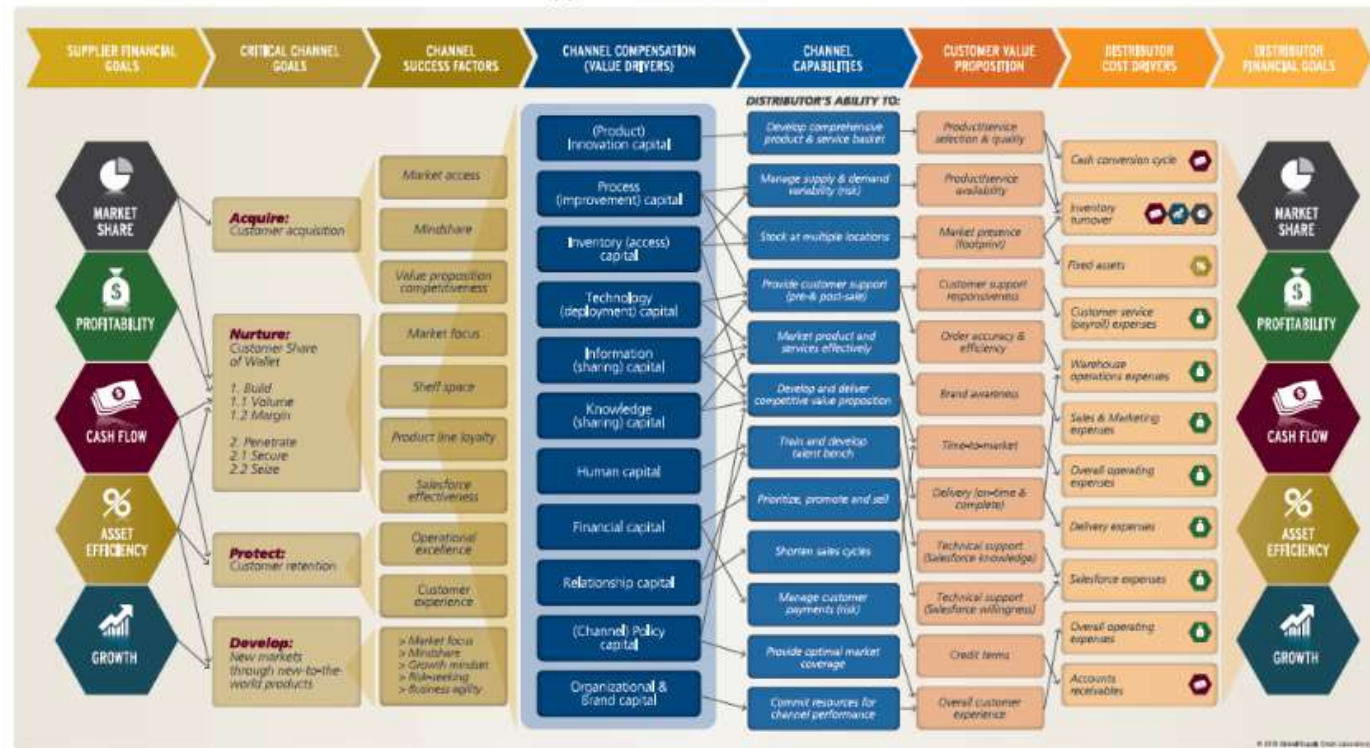 SUPPLIER FINANCIAL
GOALS
CRITICAL CHANNEL
GOALS
CHANNEL
SUCCESS FACTORS
CHANNEL COMPENSATION
(VALUE DRIVERS)
CHANNEL
CAPABILITIES
CUSTOMER VALUE
PROPOSITION
DISTRIBUTOR
COST DRIVERS
DISTRIBUTOR
FINANCIAL GOALS
MARKET
SHARE
$
PROFITABILITY
CASH FLOW
%
ASSET
EFFICIENCY
GROWTH
Acquire:
Customer acquisition
Nurture:
Customer Share
of Wallet
1. Build
1.1 Volume
1.2 Margin
2. Penetrate
2.1 Secure
2.2 Seize
Protect:
Customer retention
Develop:
New markets
through new-to-the-
world products
Market access
Mindshare
Value proposition
competitiveness
Market focus
Shelf space
Product line loyalty
Salesforce
effectiveness
Operational
excellence
Customer
experience
> Market focus
> Mindshare
> Growth mindset
> Risk-seeking
> Business agility
(Product)
Innovation capital
Process
(improvement) capital
Inventory (access)
capital
Technology
(deployment) capital
Information
(sharing) capital
Knowledge
(sharing) capital
Human capital
Financial capital
Relationship capital
(Channel) Policy
capital
Organizational &
Brand capital
DISTRIBUTOR'S ABILITY TO:
Develop comprehensive
product & service basket
Manage supply & demand
variability (risk)
Stock at multiple locations
Provide customer support
(pre-& post-sale)
Market product and
services effectively
Develop and deliver
competitive value proposition
Train and develop
talent bench
Prioritize, promote and sell
Shorten sales cycles
Manage customer
payments (risk)
Provide optimal market
coverage
Commit resources for
channel performance
Product/service
selection & quality
Product/service
availability
Market presence
(footprint)
Customer support
responsiveness
Order accuracy &
efficiency
Brand awareness
Time-to-market
Delivery (on-time &
complete)
Technical support
(Salesforce knowledge)
Technical support
(Salesforce willingness)
Credit terms
Overall customer
experience
Cash conversion cycle
Inventory
turnover
Fixed assets
Customer service
(payroll) expenses
Warehouse
operations expenses
Sales & Marketing
expenses
Overall operating
expenses
Delivery expenses
Salesforce expenses
Overall operating
expenses
Accounts
receivables
MARKET
SHARE
$
PROFITABILITY
CASH FLOW
%
ASSET
EFFICIENCY
GROWTH